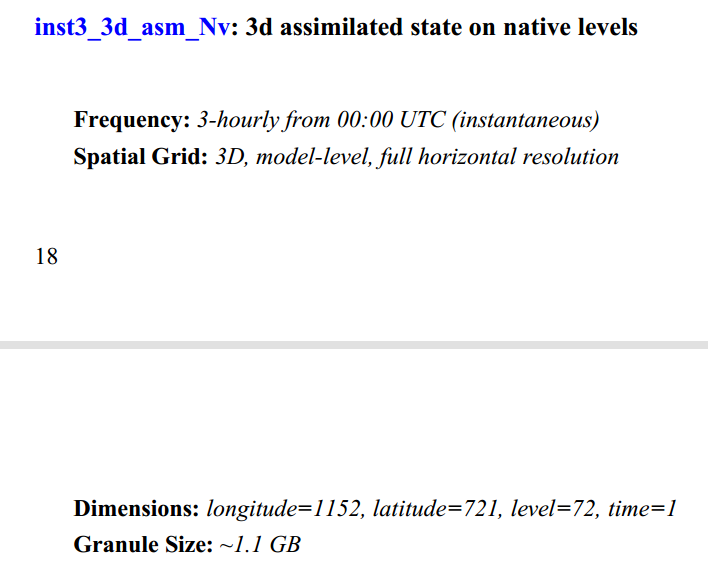 inst3_3d_asm_Nv: 3d assimilated state on native levels
Frequency: 3-hourly from 00:00 UTC (instantaneous)
Spatial Grid: 3D, model-level, full horizontal resolution
18
Dimensions: longitude=1152, latitude=721, level=72, time=1
Granule Size: ~1.1 GB